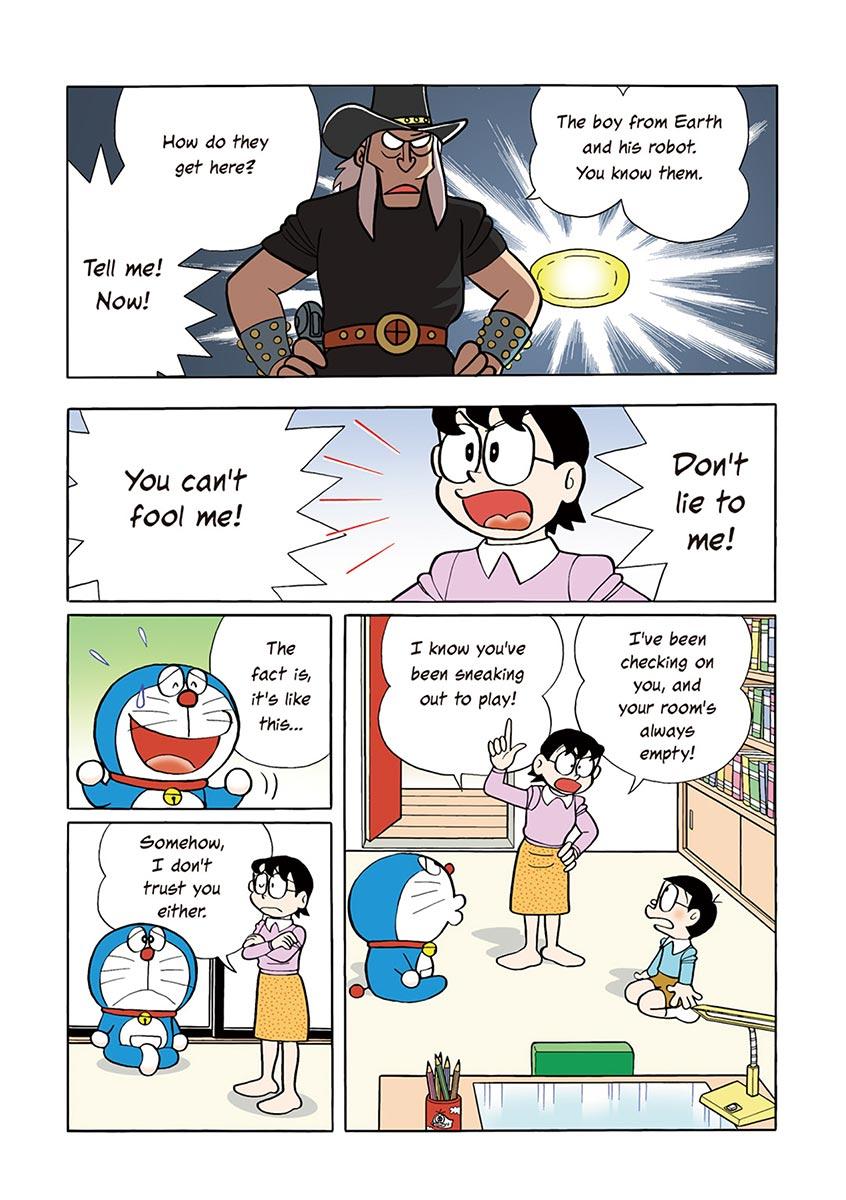 The boy from Earth
and his robot.
You know them.
How do they
get here?
Tell me!
Now!
Don't
lie to
me!
You can't
fool me!
I've been
checking on
you, and
your room's
always
empty!
I know you've
been sneaking
out to play!
The
fact is,
it's like
this...
Somehow,
I don't
trust you
either.